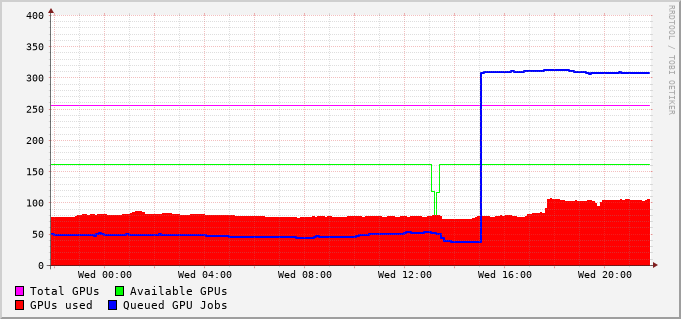 400
350
300
250
200
150
100
50
0
Wed 00:00 Wed 04:00 Wed 08:00 Wed 12:00 Wed 16:00 Wed 20:00
Total GPUs Available GPUs
GPUs used Queued GPU Jobs
RRDTOOL / TOBI OETIKER